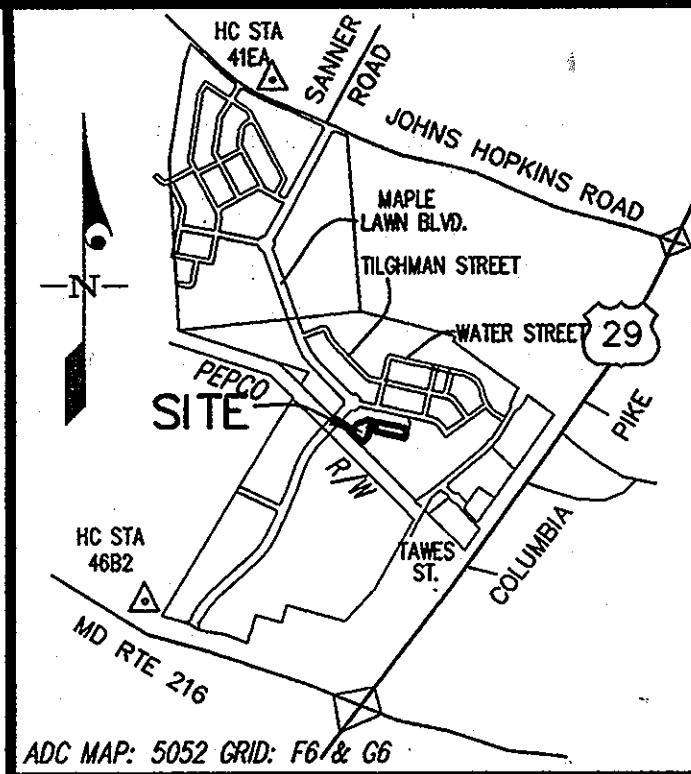 HC STA
41EA
SANNER
ROAD
JOHNS HOPKINS ROAD
MAPLE
LAWN BLVD.
N
TILGHMAN STREET
WATER STREET
29
PEPCO
R/W
SITE
PIKE
COLUMBIA
HC STA
46B2
TAWES
ST.
MD RTE 216
ADC MAP: 5052 GRID: F6 & G6